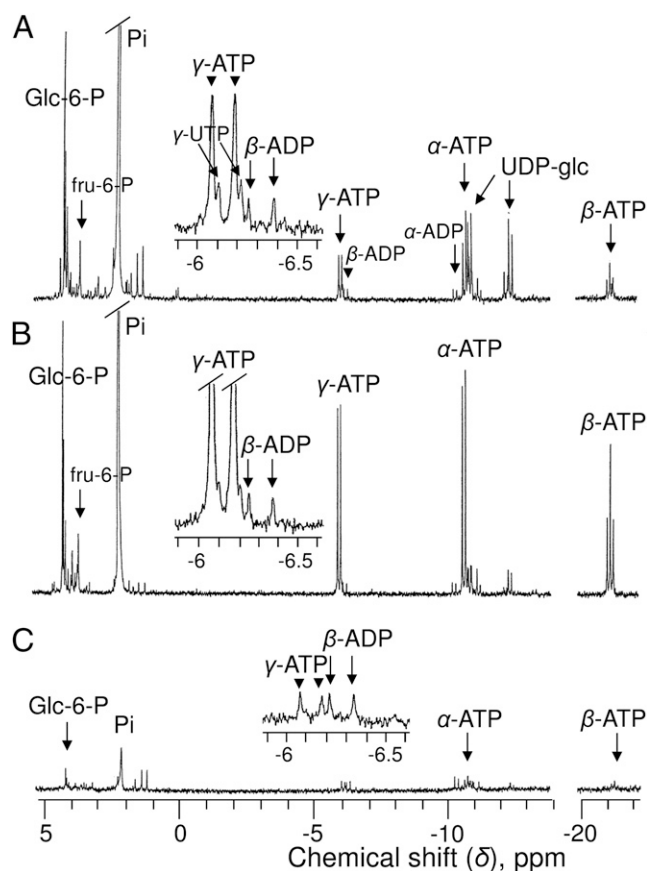 A
Pi
Glc-6-P
fru-6-P
γ-ATP
γ-UTP
β-ADP
-6
-6.5
γ-ATP
β-ADP
α-ATP
UDP-glc
α-ADP
β-ATP
B
Pi
Glc-6-P
fru-6-P
γ-ATP
β-ADP
-6
-6.5
γ-ATP
α-ATP
β-ATP
C
Glc-6-P
Pi
β-ADP
γ-ATP
-6
-6.5
α-ATP
β-ATP
5 0 -5 -10 -20
Chemical shift (δ), ppm